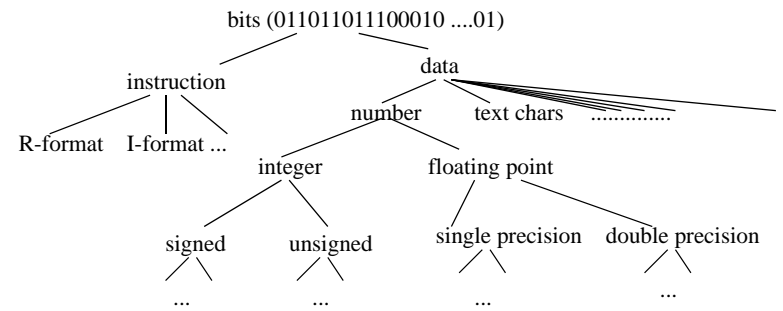 bits (011011011100010 ....01)
instruction data
number text chars ..............
R-format I-format ...
integer floating point
signed unsigned single precision double precision
... ... ... ...